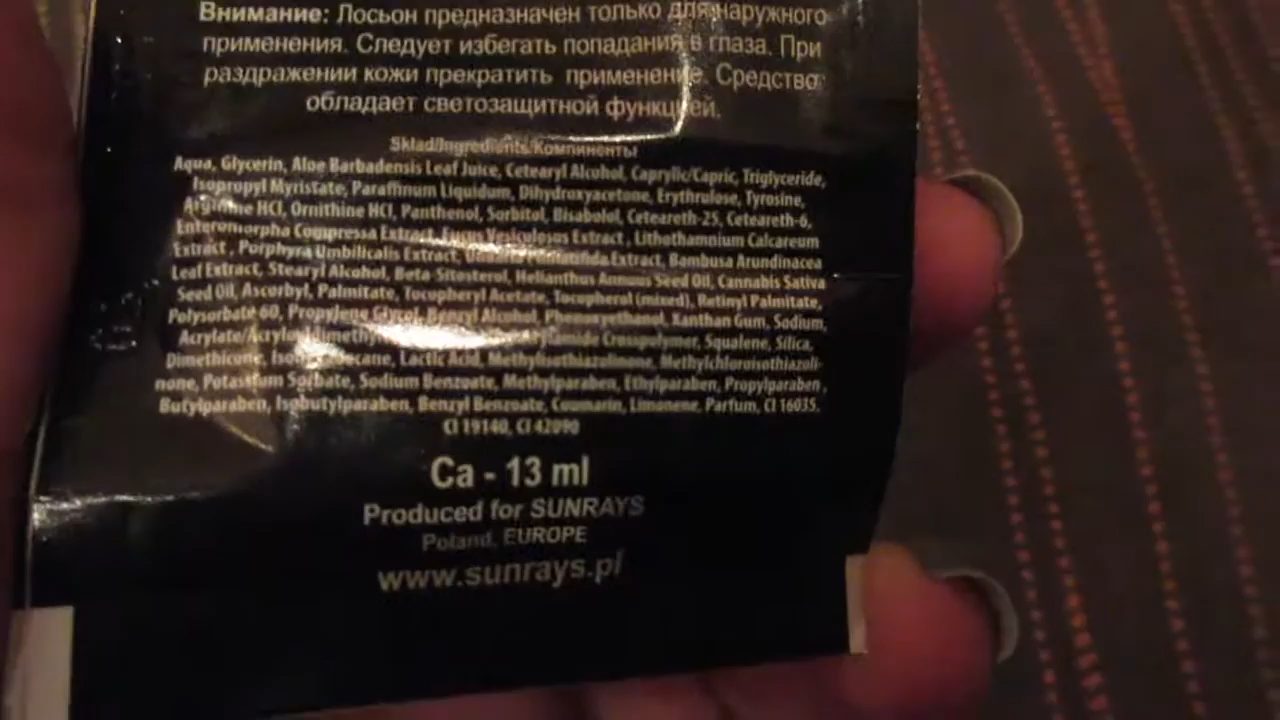 Внимание: Лосьон предназначен только для наружного
применения. Следует избегать попадания в глаза. При
раздражении кожи прекратить применение. Средство
обладает светозащитной функцией.
Skład/Ingredients/Компиненты
Aqua, Glycerin, Aloe Barbadensis Leaf Juice, Cetearyl Alcohol, Caprylic/Capric, Triglyceride,
Isopropyl Myristate, Paraffinum Liquidum, Dihydroxyacetone, Erythrulose, Tyrosine,
Arginine HCl, Ornithine HCl, Panthenol, Sorbitol, Bisabolol, Ceteareth-25, Ceteareth-6,
Enteromorpha Compressa Extract, Fucus Vesiculosus Extract, Lithothamnium Calcareum
Extract, Porphyra Umbilicalis Extract, Extract, Bambusa Arundinacea
Leaf Extract, Stearyl Alcohol, Beta-Sitosterol, Helianthus Annuus Seed Oil, Cannabis Sativa
Seed Oil, Ascorbyl, Palmitate, Tocopheryl Acetate, Tocopherol (mixed), Retinyl Palmitate,
Polysorbate 60, Propylene Glycol, Benzyl Alcohol, Phenoxyethanol, Xanthan Gum, Sodium,
Crosspolymer, Squalene, Silica,
Dimethicone, Lactic Acid, Methylisothiazolinone, Methylchloroisothiazoli-
none, Potassium Sorbate, Sodium Benzoate, Methylparaben, Ethylparaben, Propylparaben,
Butylparaben, Isobutylparaben, Benzyl Benzoate, Coumarin, Limonene, Parfum, CI 16035,
CI 19140, CI 42090
Ca - 13 ml
Produced for SUNRAYS
Poland, EUROPE
www.sunrays.pl